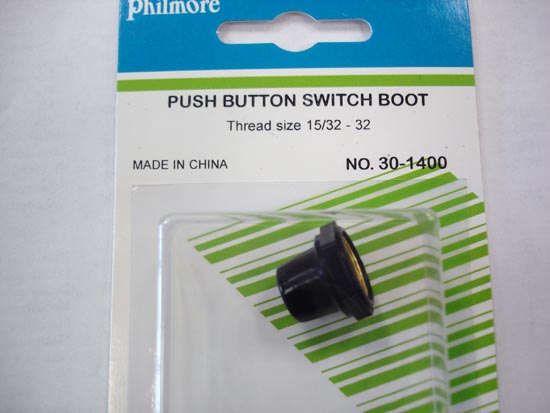 Philmore
PUSH BUTTON SWITCH BOOT
Thread size 15/32 - 32
MADE IN CHINA
NO. 30-1400